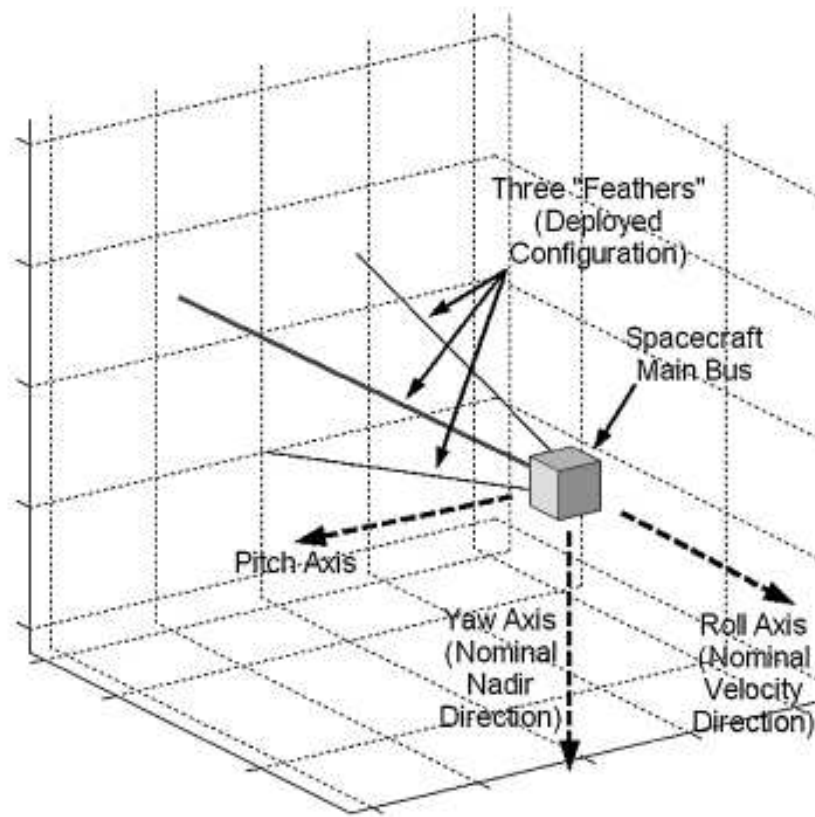 Three "Feathers"
(Deployed
Configuration)
Spacecraft
Main Bus
Pitch Axis
Yaw Axis
(Nominal
Nadir
Direction)
Roll Axis
(Nominal
Velocity
Direction)